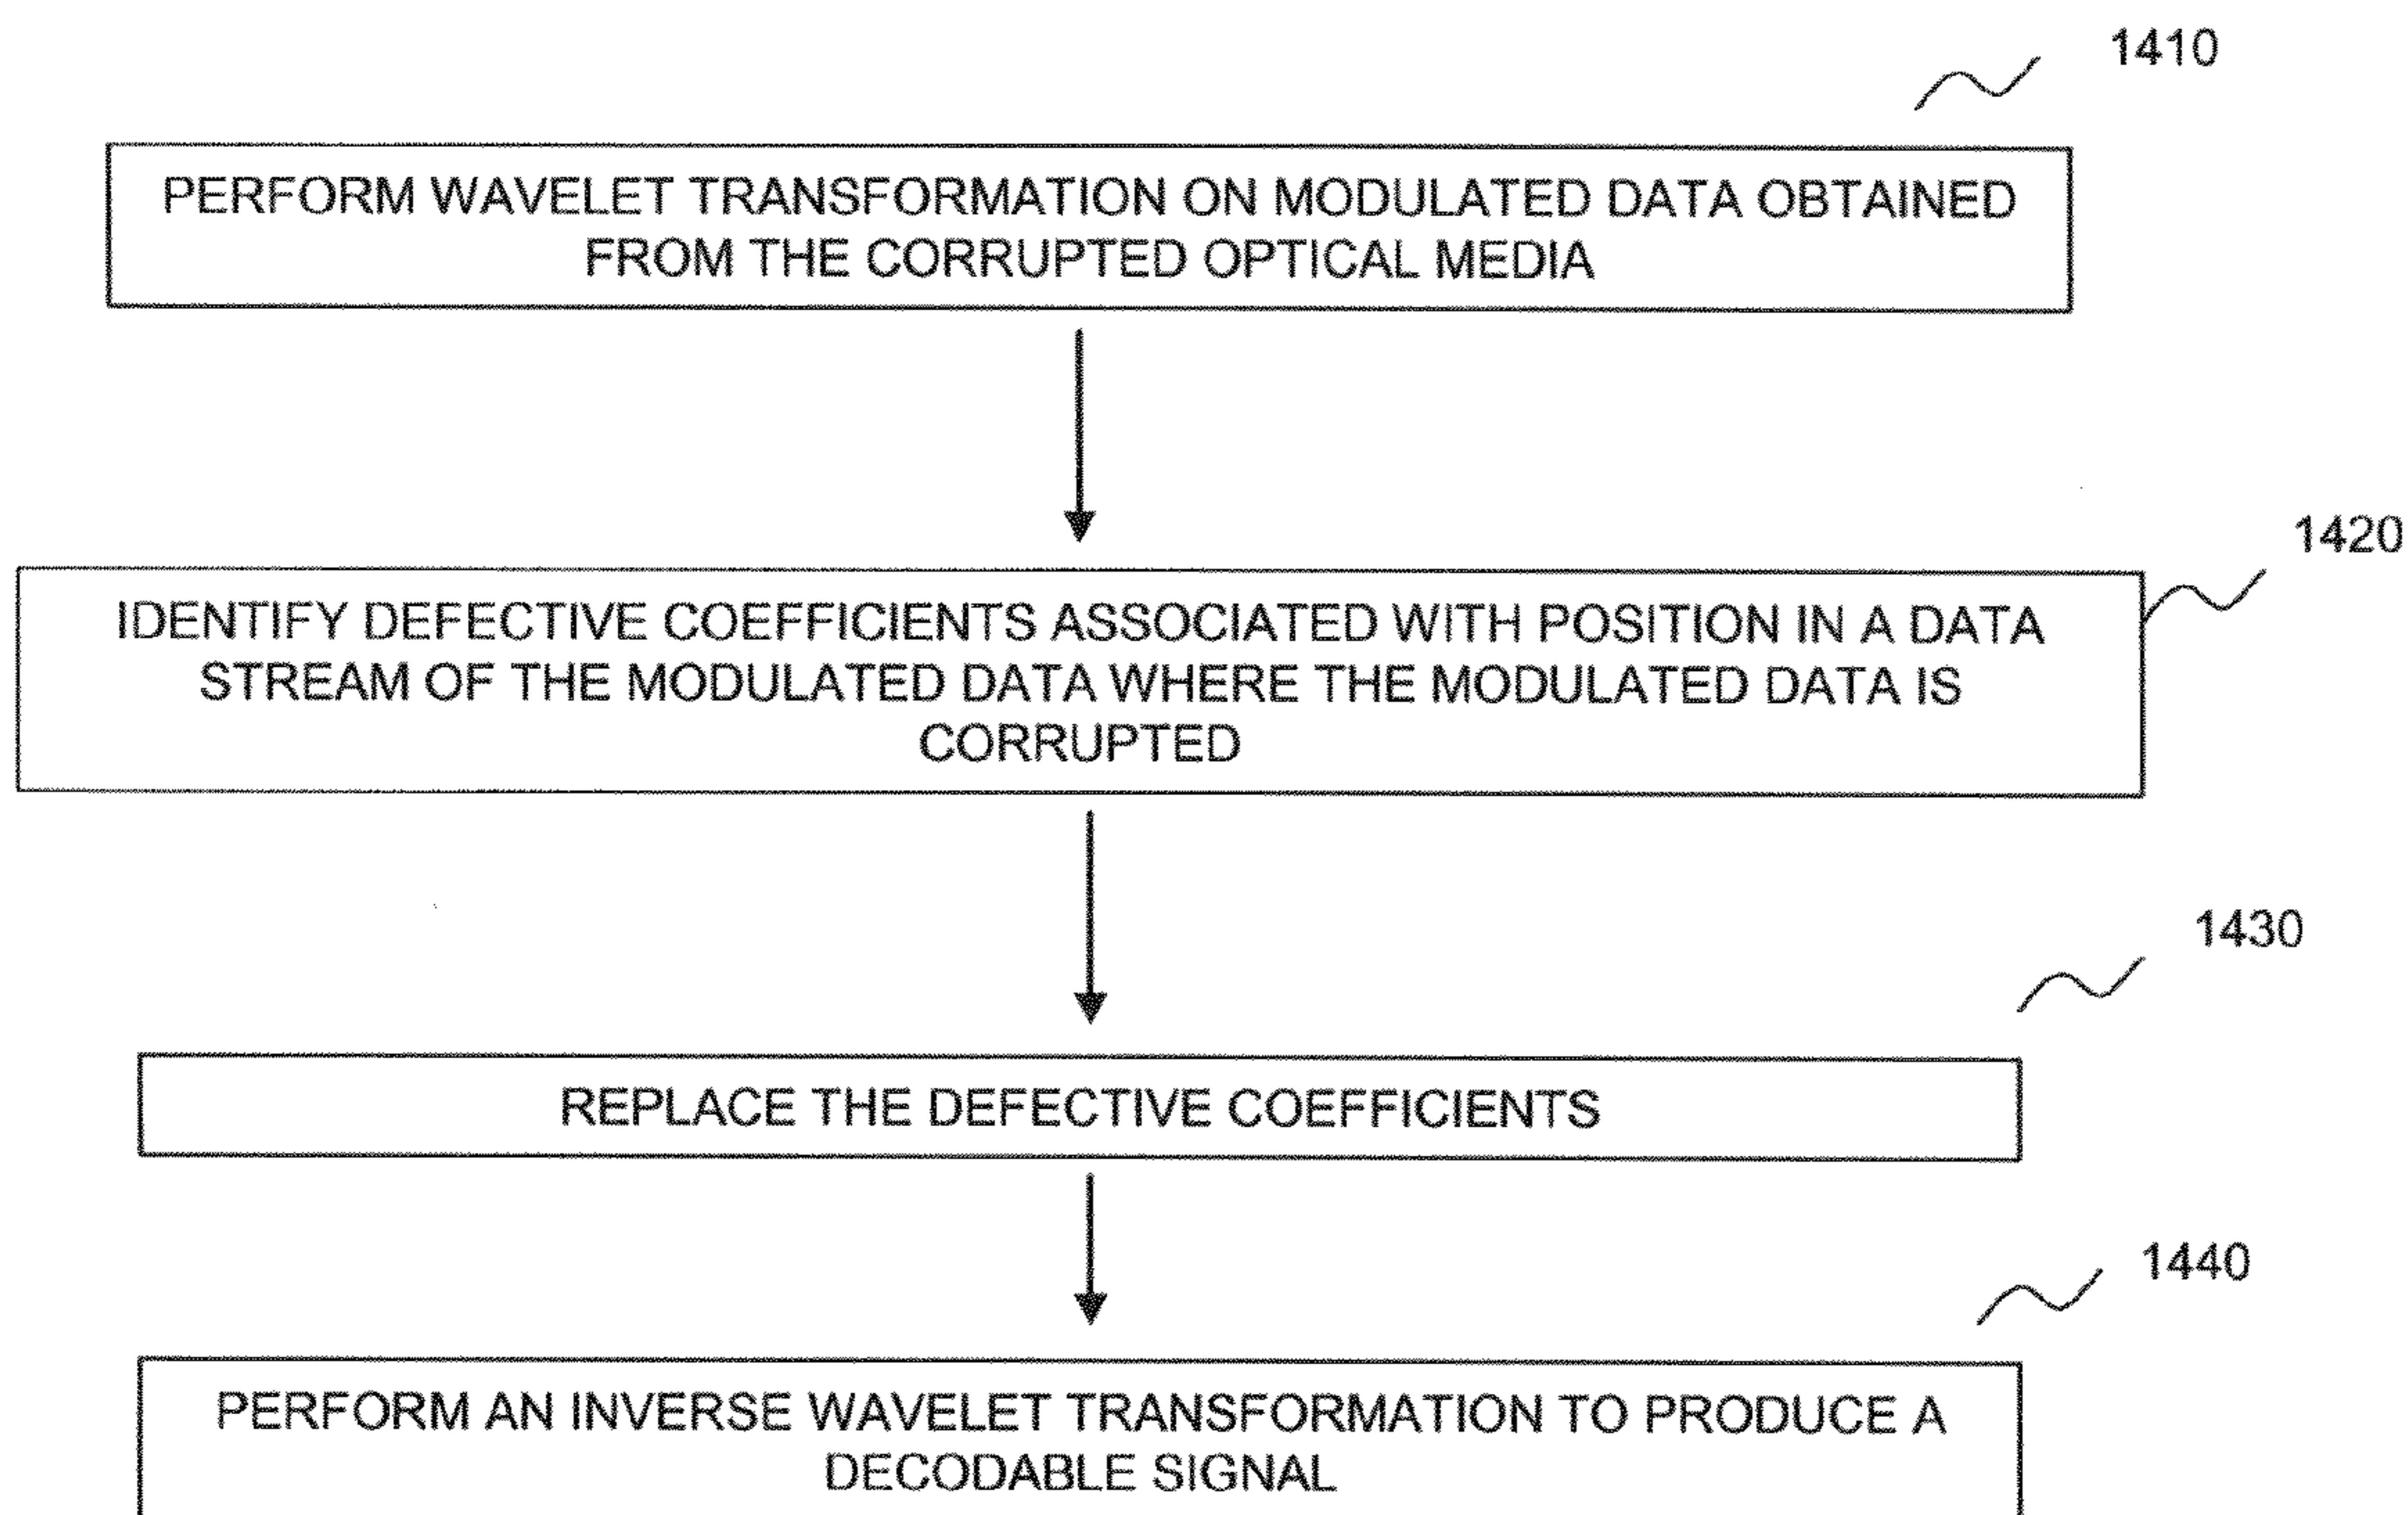 1410
PERFORM WAVELET TRANSFORMATION ON MODULATED DATA OBTAINED
FROM THE CORRUPTED OPTICAL MEDIA
1420
IDENTIFY DEFECTIVE COEFFICIENTS ASSOCIATED WITH POSITION IN A DATA
STREAM OF THE MODULATED DATA WHERE THE MODULATED DATA IS
CORRUPTED
1430
REPLACE THE DEFECTIVE COEFFICIENTS
1440
PERFORM AN INVERSE WAVELET TRANSFORMATION TO PRODUCE A
DECODABLE SIGNAL